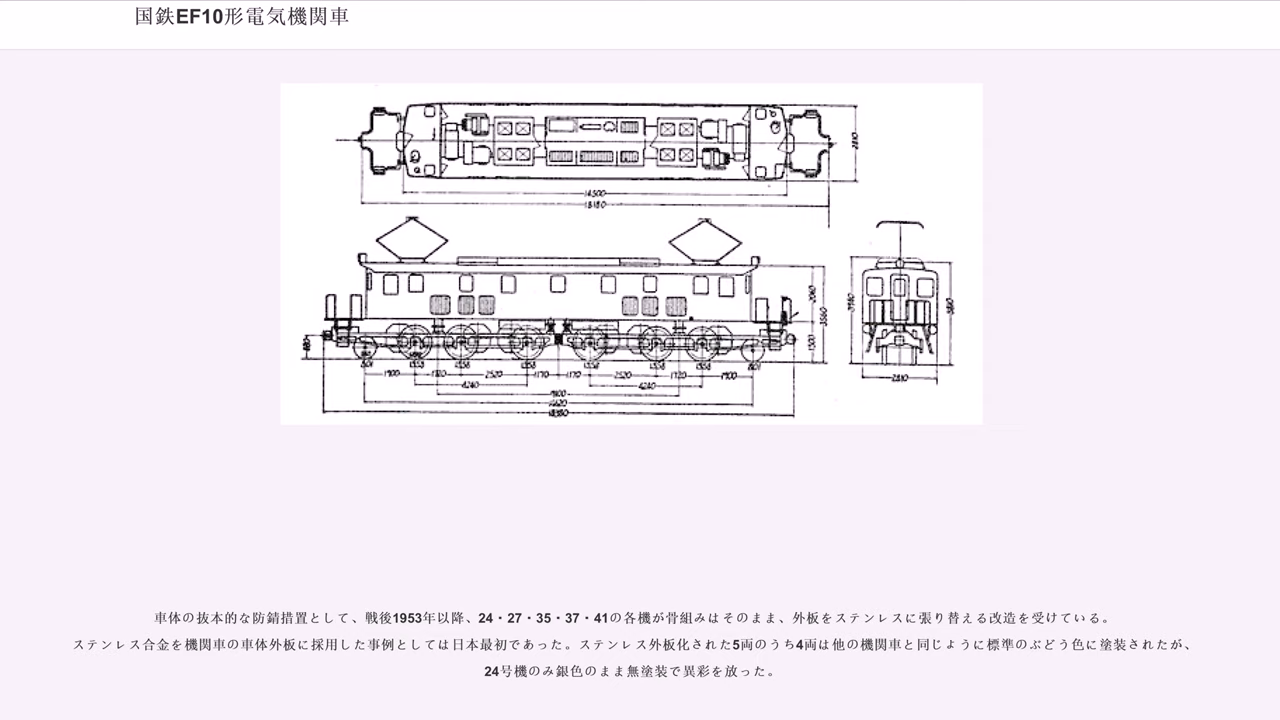 国鉄EF10形電気機関車
14500
18180
2520
1170
1170
2520
4240
4240
2810
車体の抜本的な防錆措置として、戦後1953年以降、24・27・35・37・41の各機が骨組みはそのまま、外板をステンレスに張り替える改造を受けている。
ステンレス合金を機関車の車体外板に採用した事例としては日本最初であった。ステンレス外板化された5両のうち4両は他の機関車と同じように標準のぶどう色に塗装されたが、
24号機のみ銀色のまま無塗装で異彩を放った。